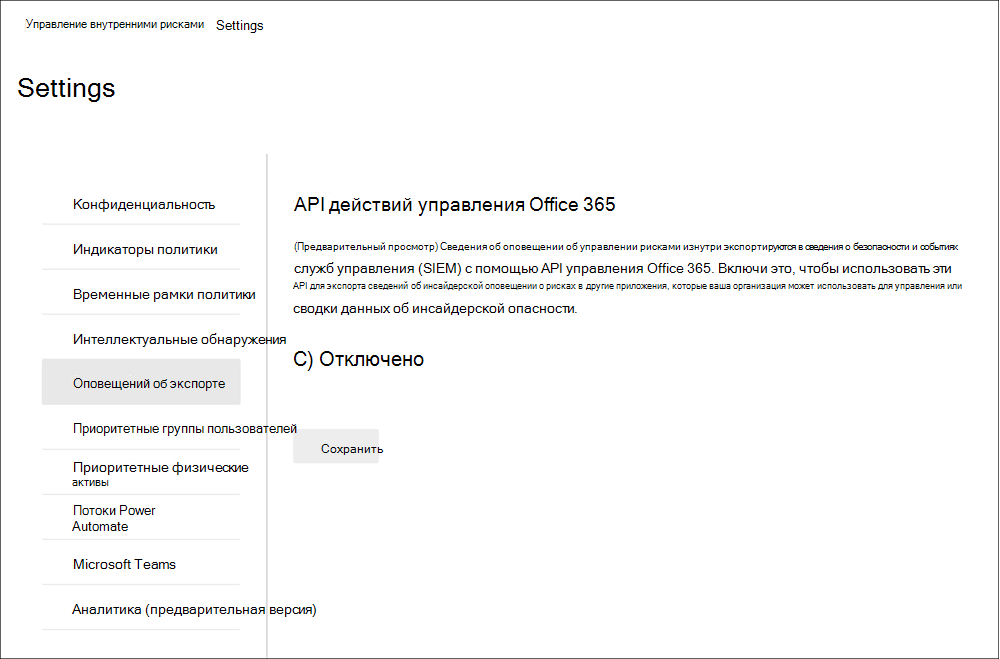 Управление внутренними рисками Settings
Settings
Конфиденциальность
Индикаторы политики
Временные рамки политики
Интеллектуальные обнаружения
Оповещений об экспорте
Приоритетные группы пользователей
Приоритетные физические
активы
Потоки Power
Automate
Microsoft Teams
Аналитика (предварительная версия)
API действий управления Office 365
(Предварительный просмотр) Сведения об оповещении об управлении рисками изнутри экспортируются в сведения о безопасности и событиях
служб управления (SIEM) с помощью API управления Office 365. Включи это, чтобы использовать эти
API для экспорта сведений об инсайдерской оповещении о рисках в другие приложения, которые ваша организация может использовать для управления или
сводки данных об инсайдерской опасности.
C) Отключено
Сохранить